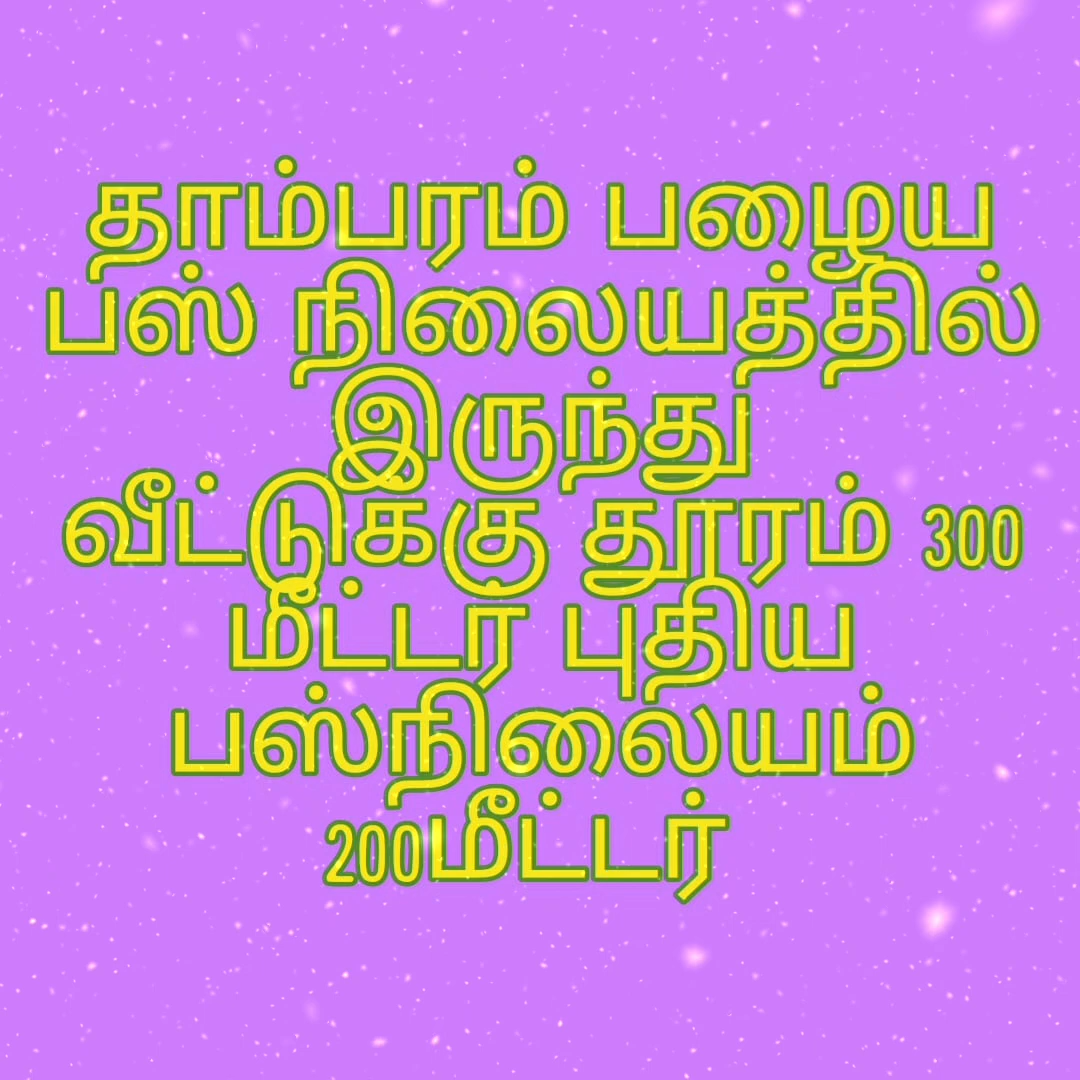 தாம்பரம் பழைய
பஸ் நிலையத்தில்
இருந்து
வீட்டுக்கு தூரம் 300
மீட்டர் புதிய
பஸ்நிலையம்
200மீட்டர்